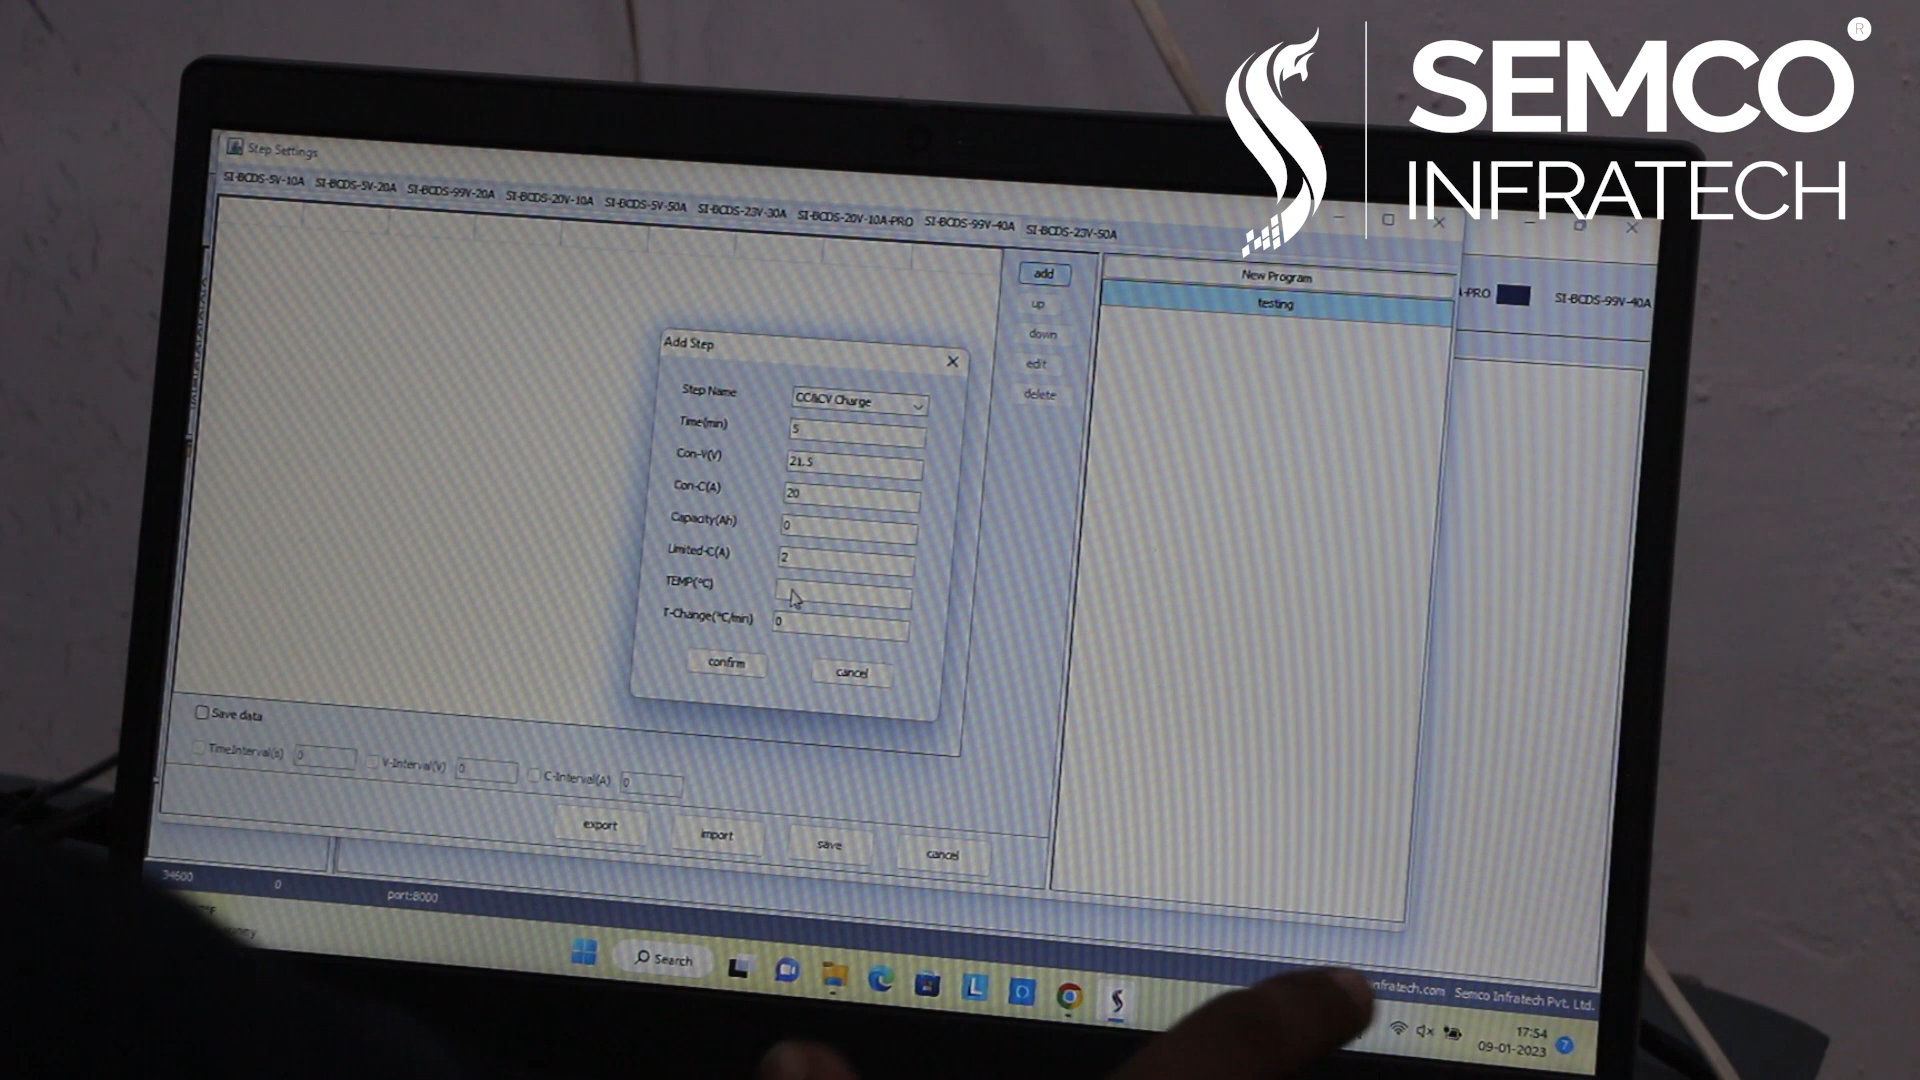 SEMCO
INFRATECH
R
Step Settings
SI-BCDS-5V-10A SI-BCDS-5V-20A SI-BCDS-99V-20A SI-BCDS-20V-10A SI-BCDS-5V-50A SI-BCDS-23V-30A SI-BCDS-20V-10A-PRO SI-BCDS-99V-40A SI-BCDS-23V-50A
A-PRO SI-BCDS-99V-40A
add
up
down
edit
delete
New Program
testing
Add Step
Step Name CC&CV Charge
Time(min) 5
Con-V(V) 21.5
Con-C(A) 20
Capacity(Ah) 0
Limited-C(A) 2
TEMP(°C)
T-Change(°C/min) 0
confirm cancel
Save data
TimeInterval(s) 0 V-Interval(V) 0 C-Interval(A) 0
export import save cancel
34600 0 port:8000
infratech.com Semco Infratech Pvt. Ltd.
Search
17:54
09-01-2023
7